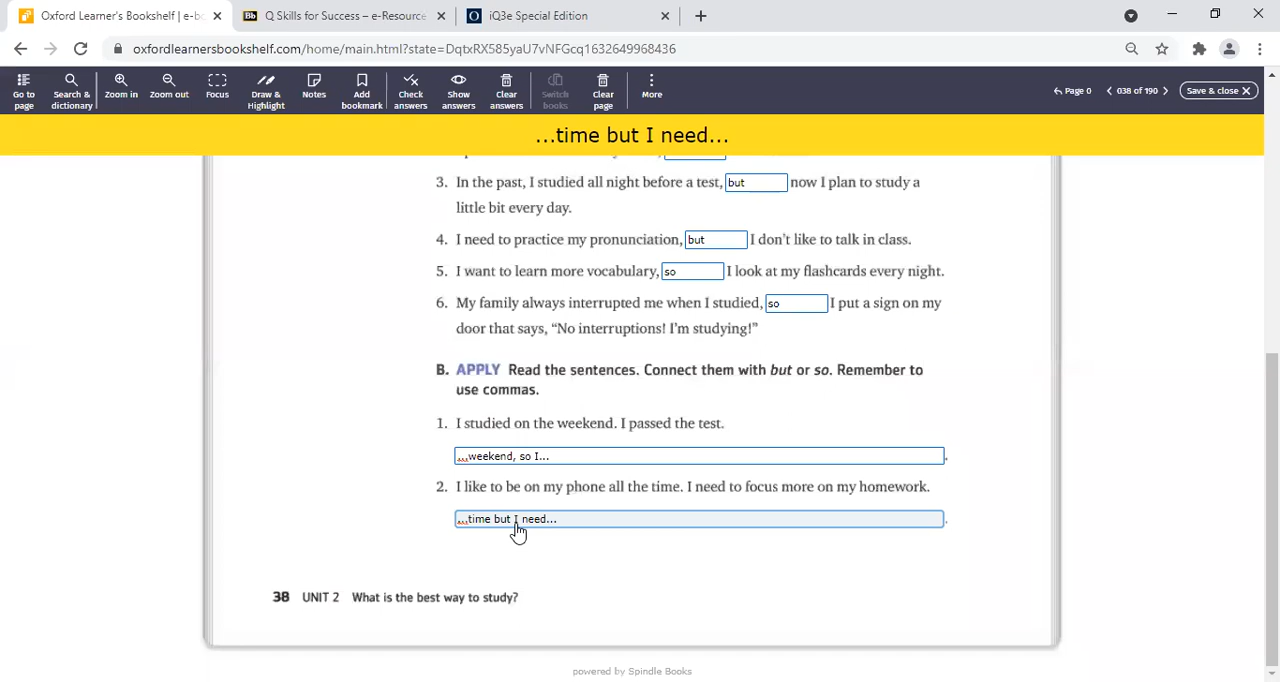 Oxford Learner's Bookshelf | e-bo
Bb Q Skills for Success – e-Resource
iQ3e Special Edition
oxfordlearnersbookshelf.com/home/main.html?state=DqtxRX585yaU7vNFGcq1632649968436
Go to page
Search & dictionary
Zoom in
Zoom out
Focus
Draw & Highlight
Notes
Add bookmark
Check answers
Show answers
Clear answers
Switch books
Clear page
More
Page 0
038 of 190
Save & close X
...time but I need...
3. In the past, I studied all night before a test, but now I plan to study a
little bit every day.
4. I need to practice my pronunciation, but I don't like to talk in class.
5. I want to learn more vocabulary, so I look at my flashcards every night.
6. My family always interrupted me when I studied, so I put a sign on my
door that says, “No interruptions! I'm studying!”
B. APPLY Read the sentences. Connect them with but or so. Remember to
use commas.
1. I studied on the weekend. I passed the test.
...weekend, so I... .
2. I like to be on my phone all the time. I need to focus more on my homework.
...time but I need... .
38 UNIT 2 What is the best way to study?
powered by Spindle Books